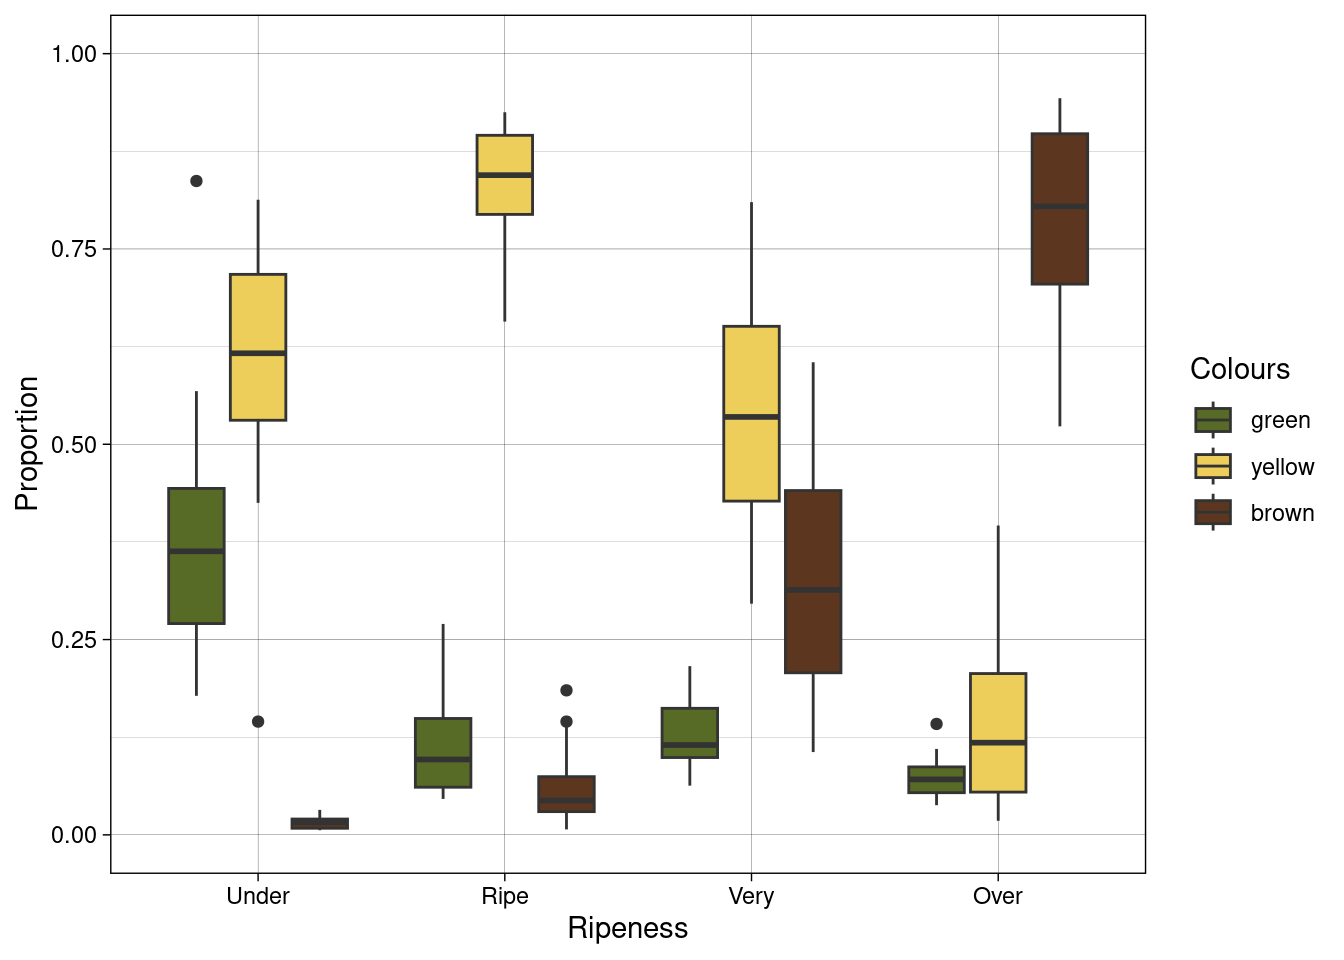 1.00
0.75
0.50
0.25
0.00
Proportion
Under
Ripe
Very
Over
Ripeness
Colours
green
yellow
brown